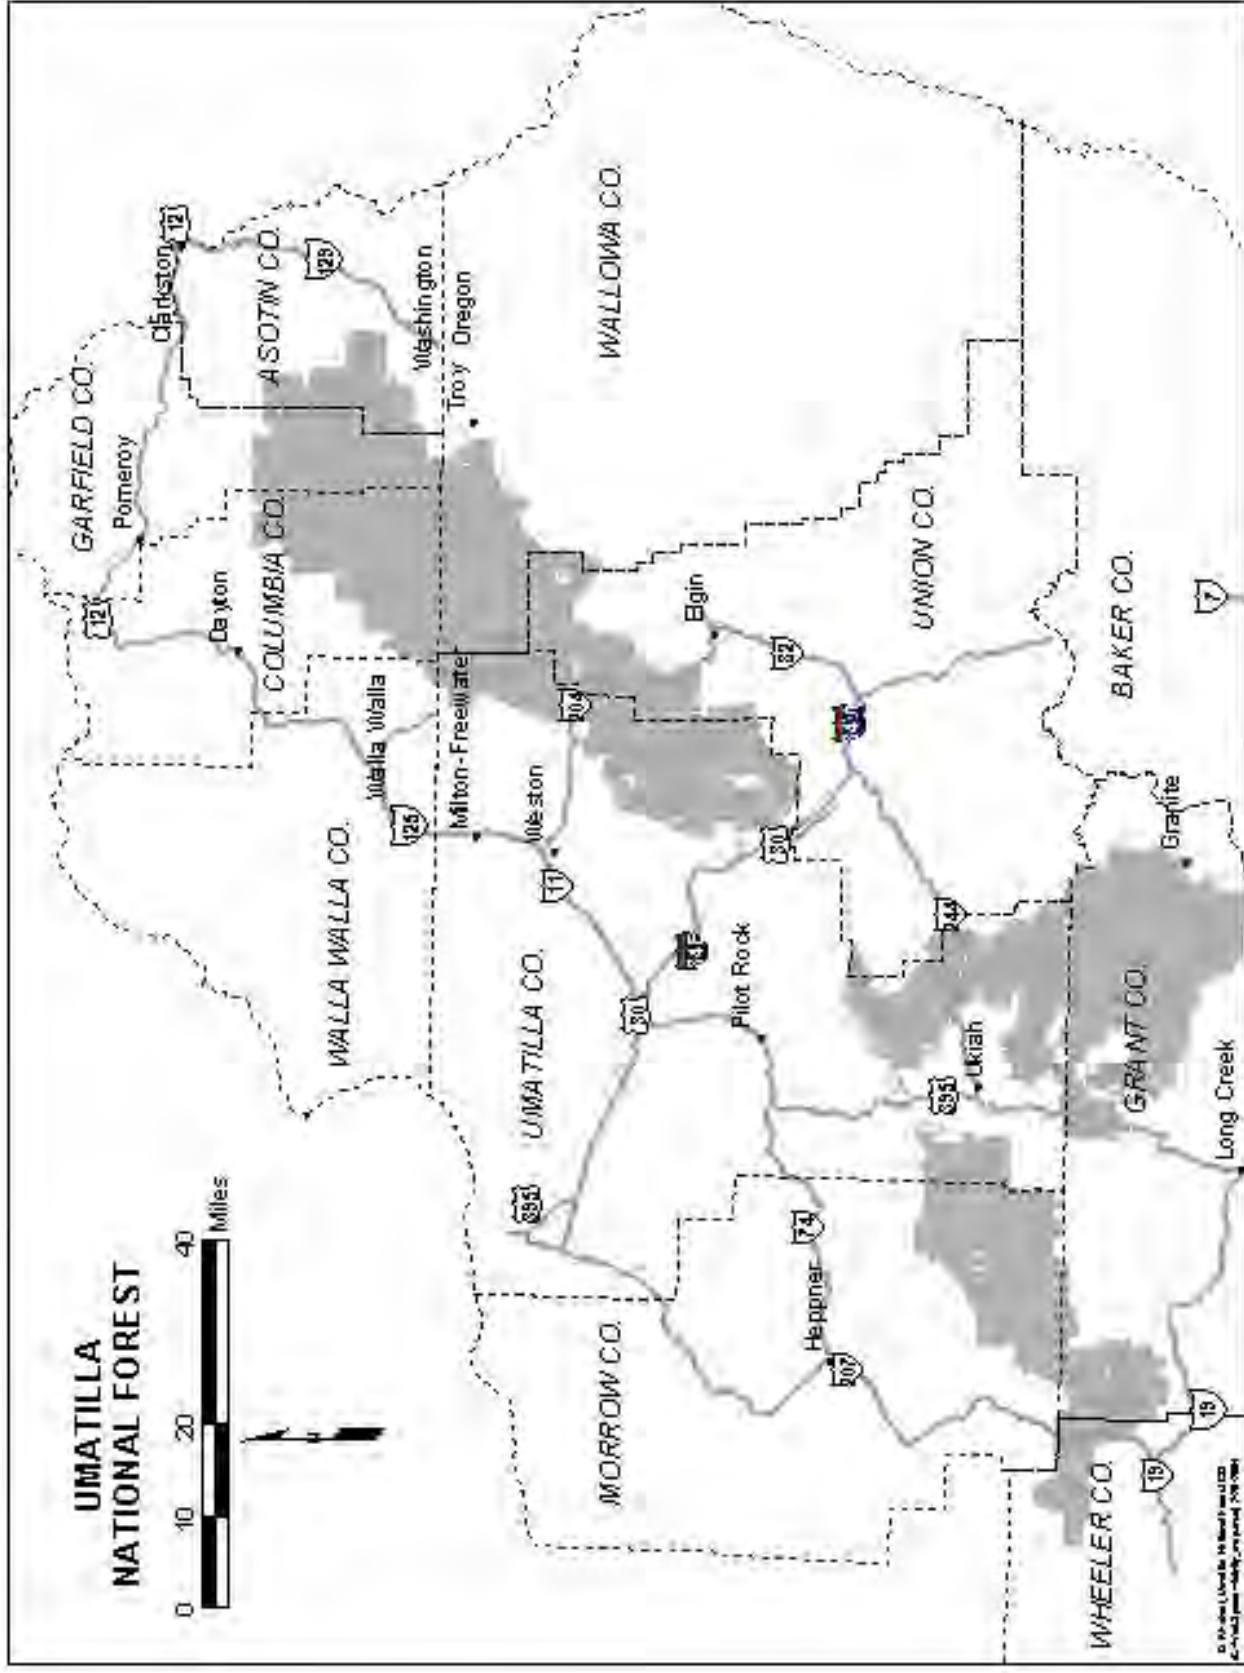 UMATILLA
NATIONAL FOREST
0 10 20 40
Miles
N
GARFIELD CO.
Clarkston
12
Pomeroy
12
ASOTIN CO.
129
Dayton
COLUMBIA CO.
Walla Walla
WALLA WALLA CO.
125
Washington
Troy Oregon
Milton-Freewate
WALLOWA CO.
204
Weston
11
UMATILLA CO.
Elgin
82
30
30
Pilot Rock
UNION CO.
244
395
MORROW CO.
74
Heppner
207
395
Ukiah
BAKER CO.
7
Granite
GRANT CO.
Long Creek
WHEELER CO.
19
19